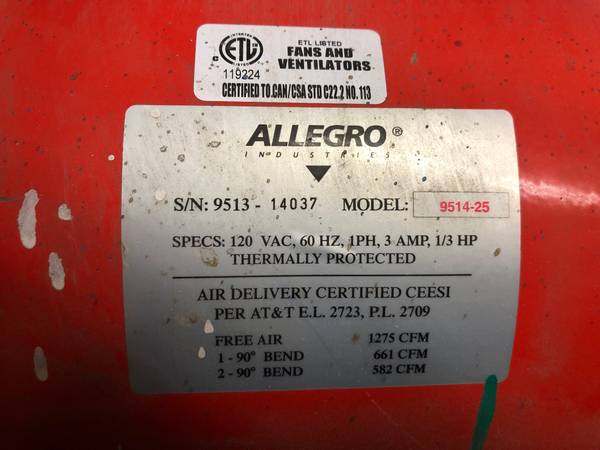 ETL LISTED
FANS AND
VENTILATORS
C
ETL
119224
CERTIFIED TO CAN/CSA STD C22.2 NO. 113
ALLEGRO®
INDUSTRIES
S/N: 9513 - 14037 MODEL: 9514-25
SPECS: 120 VAC, 60 HZ, 1PH, 3 AMP, 1/3 HP
THERMALLY PROTECTED
AIR DELIVERY CERTIFIED CEESI
PER AT&T E.L. 2723, P.L. 2709
FREE AIR 1275 CFM
1 - 90° BEND 661 CFM
2 - 90° BEND 582 CFM